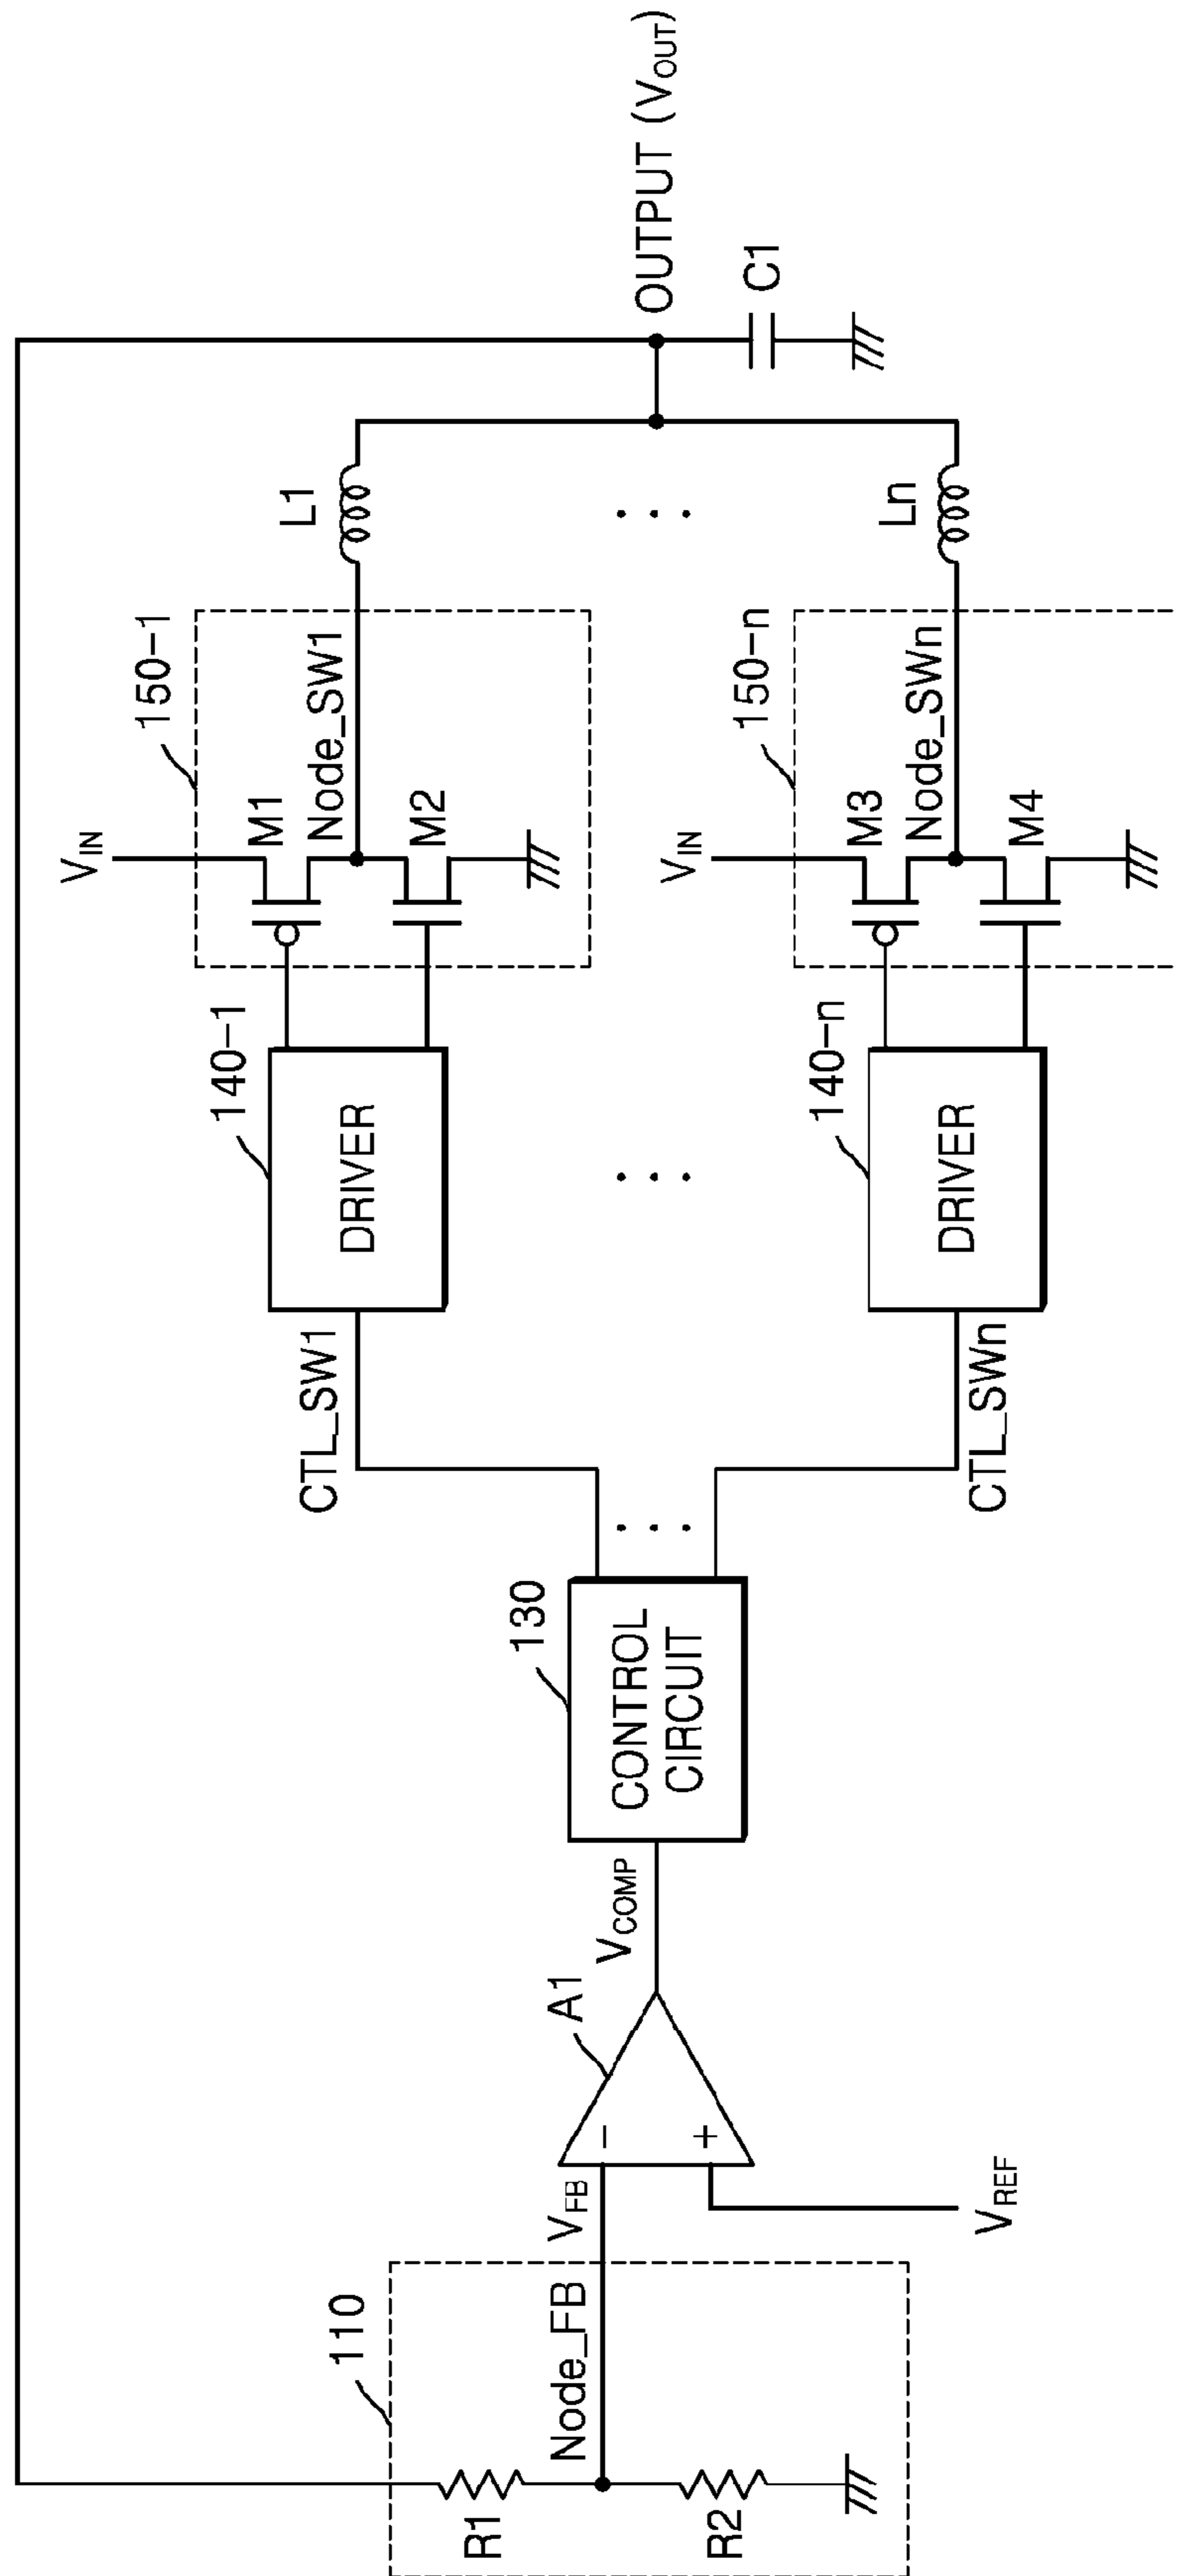 110
R1
R2
Node_FB
VFB
VREF
−
+
A1
VCOMP
130
CONTROL
CIRCUIT
. . .
CTL_SW1
CTL_SWn
140−1
DRIVER
. . .
140−n
DRIVER
150−1
VIN
M1
Node_SW1
M2
150−n
VIN
M3
Node_SWn
M4
L1
. . .
Ln
OUTPUT (VOUT)
C1